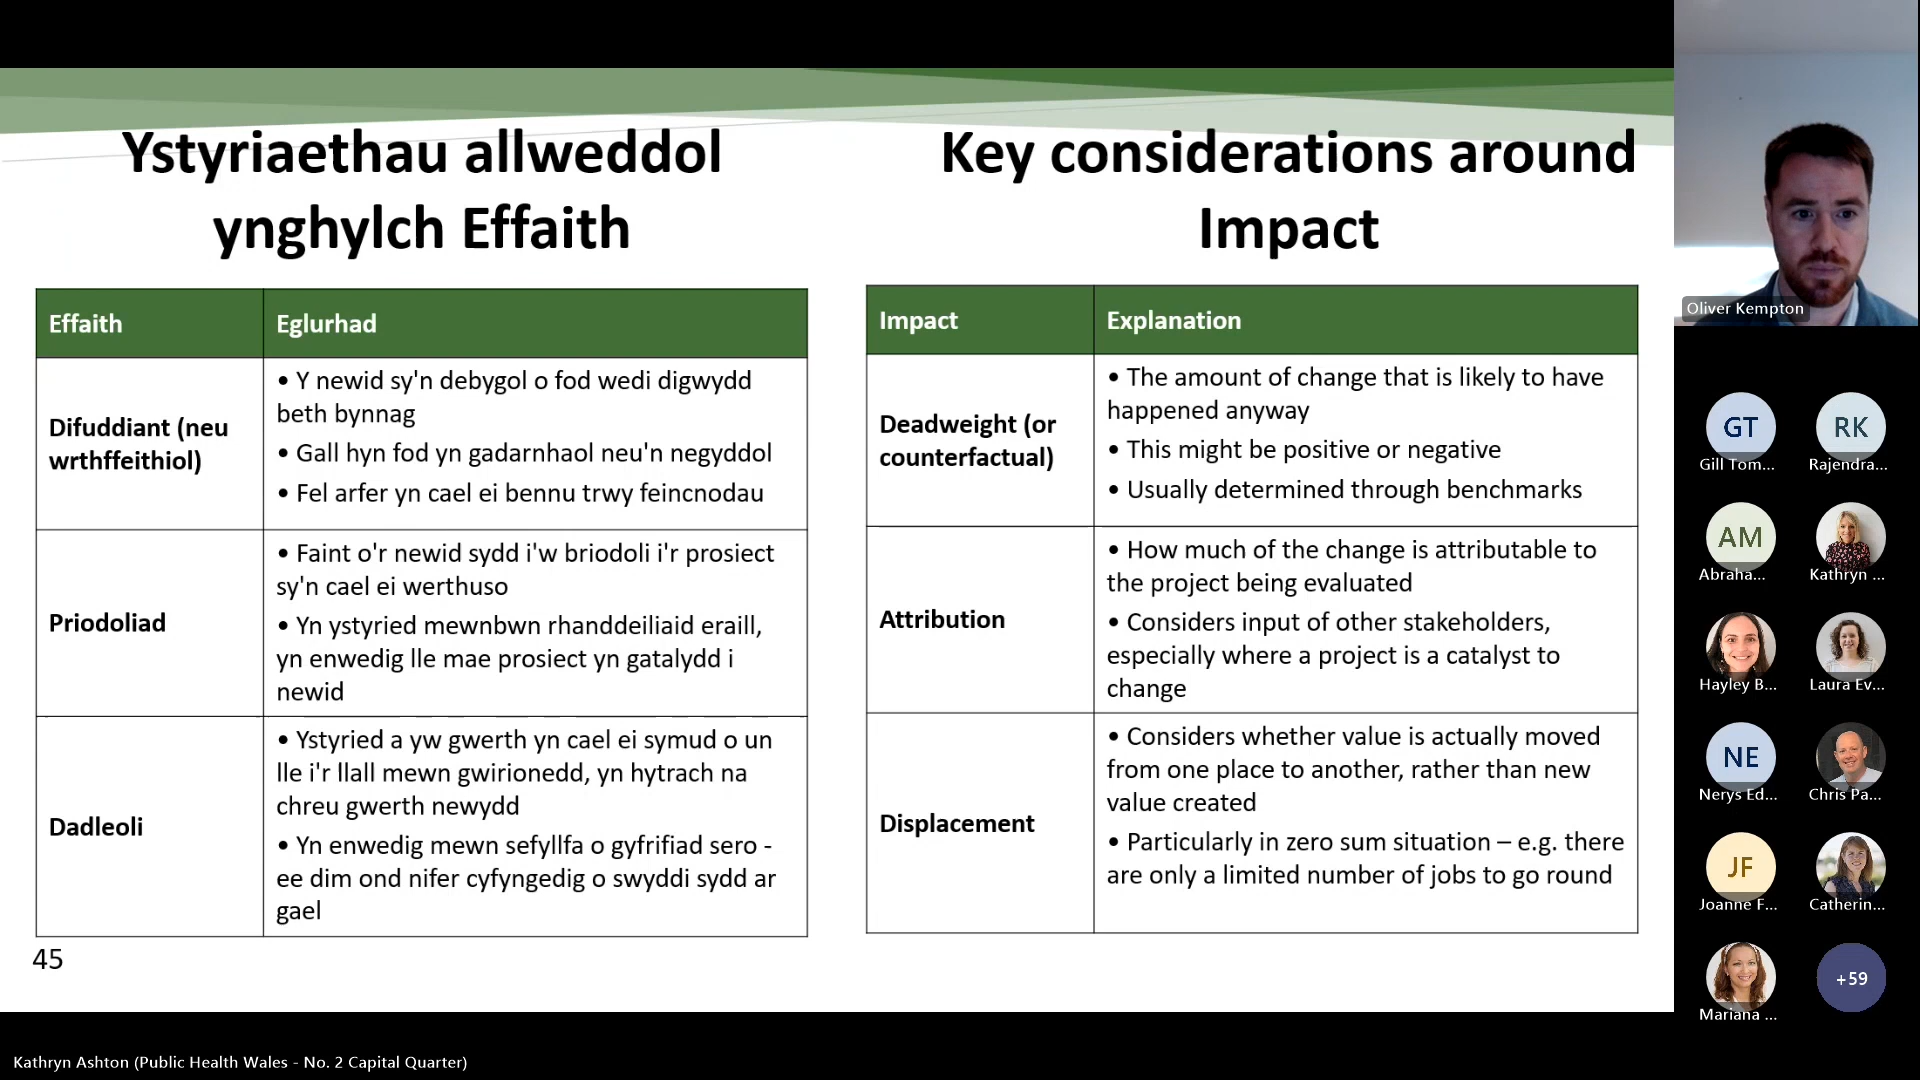 Ystyriaethau allweddol
ynghylch Effaith
Effaith
Eglurhad
Difuddiant (neu
wrthffeithiol)
• Y newid sy'n debygol o fod wedi digwydd
beth bynnag
• Gall hyn fod yn gadarnhaol neu'n negyddol
• Fel arfer yn cael ei bennu trwy feincnodau
Priodoliad
• Faint o'r newid sydd i'w briodoli i'r prosiect
sy'n cael ei werthuso
• Yn ystyried mewnbwn rhanddeiliaid eraill,
yn enwedig lle mae prosiect yn gatalydd i
newid
Dadleoli
• Ystyried a yw gwerth yn cael ei symud o un
lle i'r llall mewn gwirionedd, yn hytrach na
chreu gwerth newydd
• Yn enwedig mewn sefyllfa o gyfrifiad sero -
ee dim ond nifer cyfyngedig o swyddi sydd ar
gael
45
Key considerations around
Impact
Impact
Explanation
Deadweight (or
counterfactual)
• The amount of change that is likely to have
happened anyway
• This might be positive or negative
• Usually determined through benchmarks
Attribution
• How much of the change is attributable to
the project being evaluated
• Considers input of other stakeholders,
especially where a project is a catalyst to
change
Displacement
• Considers whether value is actually moved
from one place to another, rather than new
value created
• Particularly in zero sum situation – e.g. there
are only a limited number of jobs to go round
Oliver Kempton
GT
Gill Tom...
RK
Rajendra...
AM
Abraha...
Kathryn ...
Hayley B...
Laura Ev...
NE
Nerys Ed...
Chris Pa...
JF
Joanne F...
Catherin...
Mariana ...
+59
Kathryn Ashton (Public Health Wales - No. 2 Capital Quarter)